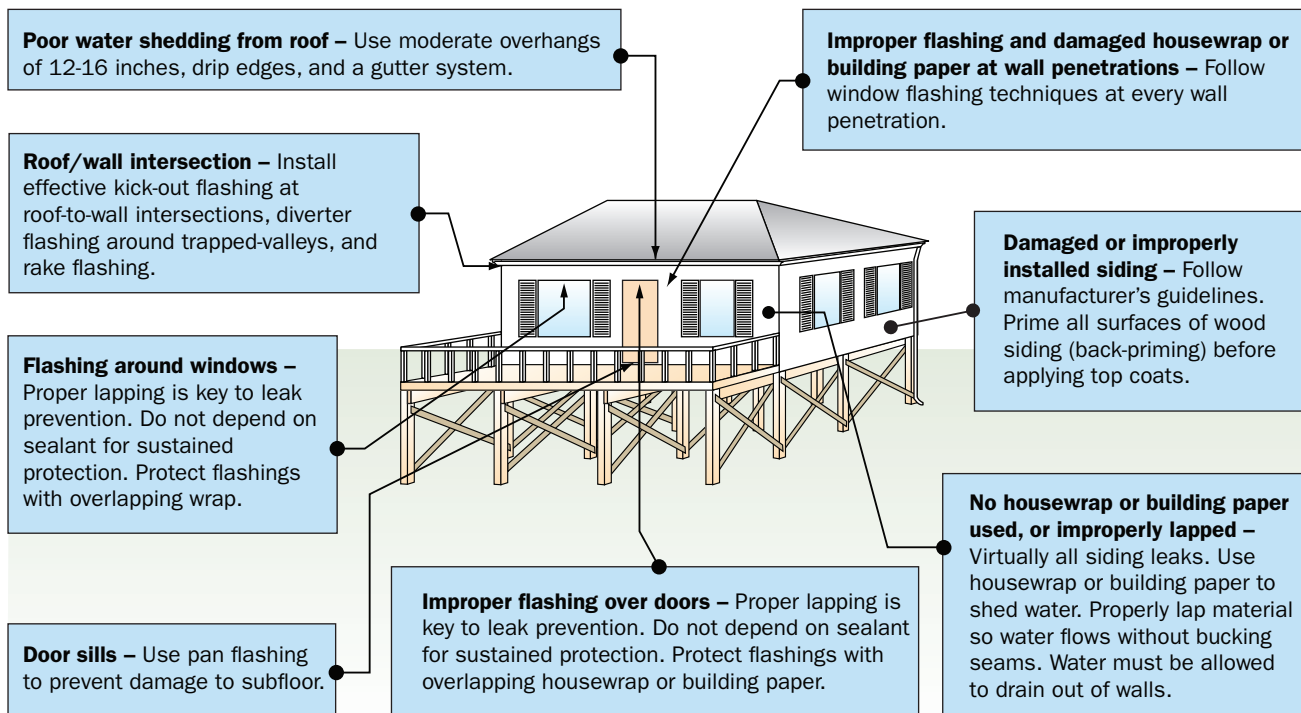 Poor water shedding from roof – Use moderate overhangs
of 12-16 inches, drip edges, and a gutter system.
Improper flashing and damaged housewrap or
building paper at wall penetrations – Follow
window flashing techniques at every wall
penetration.
Roof/wall intersection – Install
effective kick-out flashing at
roof-to-wall intersections, diverter
flashing around trapped-valleys, and
rake flashing.
Damaged or improperly
installed siding – Follow
manufacturer’s guidelines.
Prime all surfaces of wood
siding (back-priming) before
applying top coats.
Flashing around windows –
Proper lapping is key to leak
prevention. Do not depend on
sealant for sustained
protection. Protect flashings
with overlapping wrap.
No housewrap or building paper
used, or improperly lapped –
Virtually all siding leaks. Use
housewrap or building paper to
shed water. Properly lap material
so water flows without bucking
seams. Water must be allowed
to drain out of walls.
Improper flashing over doors – Proper lapping is
key to leak prevention. Do not depend on sealant
for sustained protection. Protect flashings with
overlapping housewrap or building paper.
Door sills – Use pan flashing
to prevent damage to subfloor.